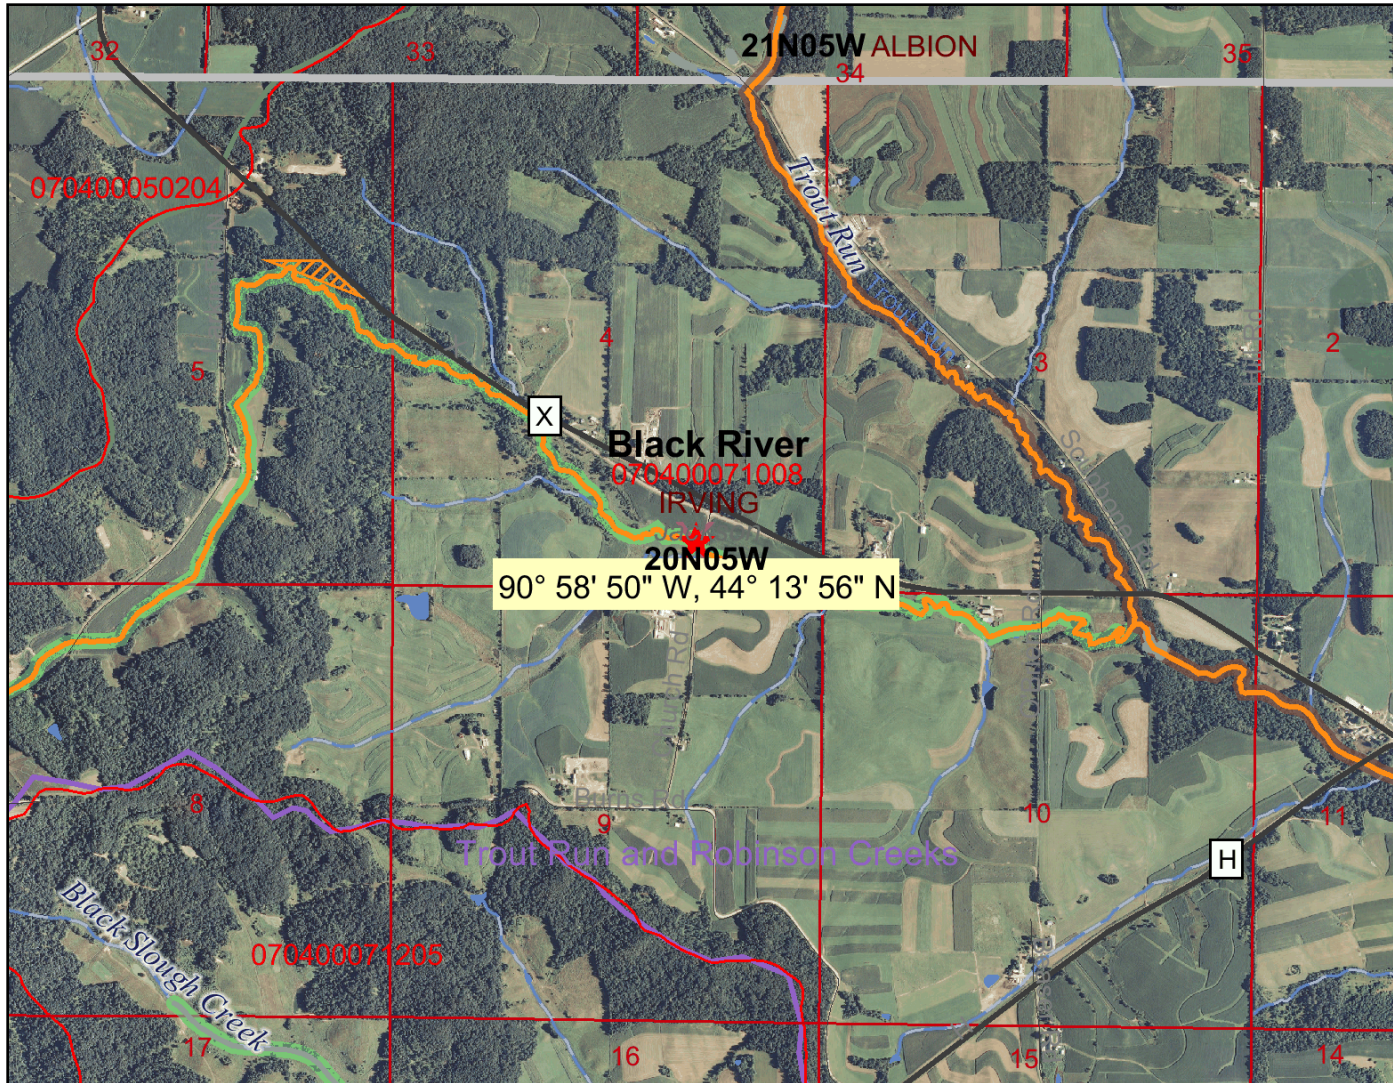 21N05W ALBION
32
33
34
35
070400050204
Trout Run
Trout Run
5
4
3
2
X
Black River
070400071008
IRVING
20N05W
90° 58' 50" W, 44° 13' 56" N
8
9
10
11
Burns Rd
Trout Run and Robinson Creeks
H
Black Slough Creek
070400071205
17
16
15
14